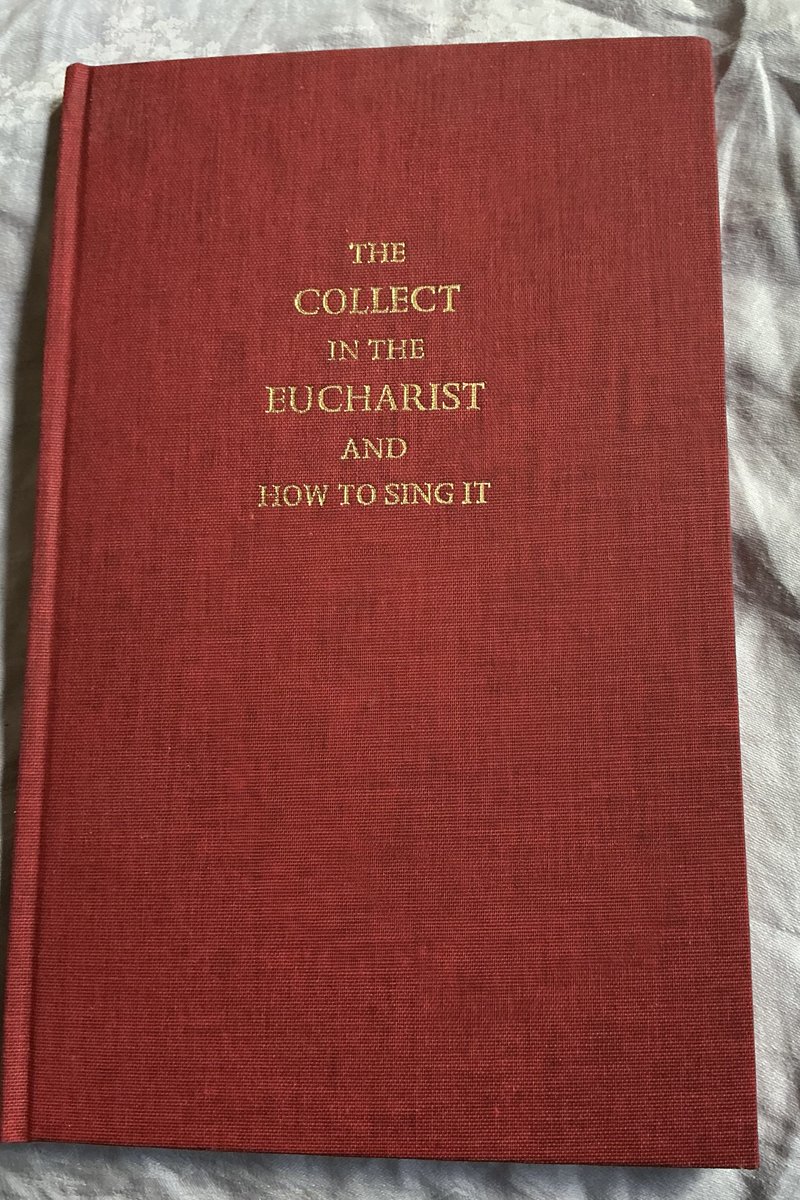 THE
COLLECT
IN THE
EUCHARIST
AND
HOW TO SING IT